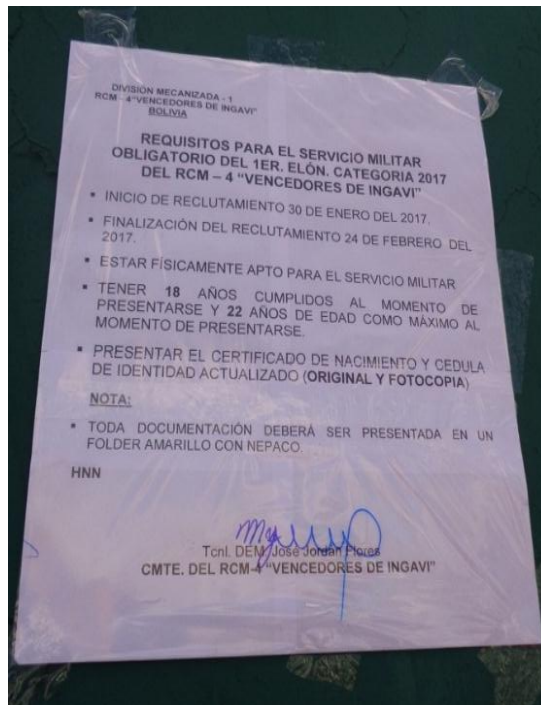 DIVISIÓN MECANIZADA - 1
RCM - 4 "VENCEDORES DE INGAVI"
BOLIVIA
REQUISITOS PARA EL SERVICIO MILITAR
OBLIGATORIO DEL 1ER. ELÓN. CATEGORIA 2017
DEL RCM – 4 "VENCEDORES DE INGAVI"
▪ INICIO DE RECLUTAMIENTO 30 DE ENERO DEL 2017.
▪ FINALIZACIÓN DEL RECLUTAMIENTO 24 DE FEBRERO DEL
2017.
▪ ESTAR FÍSICAMENTE APTO PARA EL SERVICIO MILITAR
▪ TENER 18 AÑOS CUMPLIDOS AL MOMENTO DE
PRESENTARSE Y 22 AÑOS DE EDAD COMO MÁXIMO AL
MOMENTO DE PRESENTARSE.
▪ PRESENTAR EL CERTIFICADO DE NACIMIENTO Y CEDULA
DE IDENTIDAD ACTUALIZADO (ORIGINAL Y FOTOCOPIA)
NOTA:
▪ TODA DOCUMENTACIÓN DEBERÁ SER PRESENTADA EN UN
FOLDER AMARILLO CON NEPACO.
HNN
Tcnl. DEM. José Jordán Flores
CMTE. DEL RCM-4 "VENCEDORES DE INGAVI"